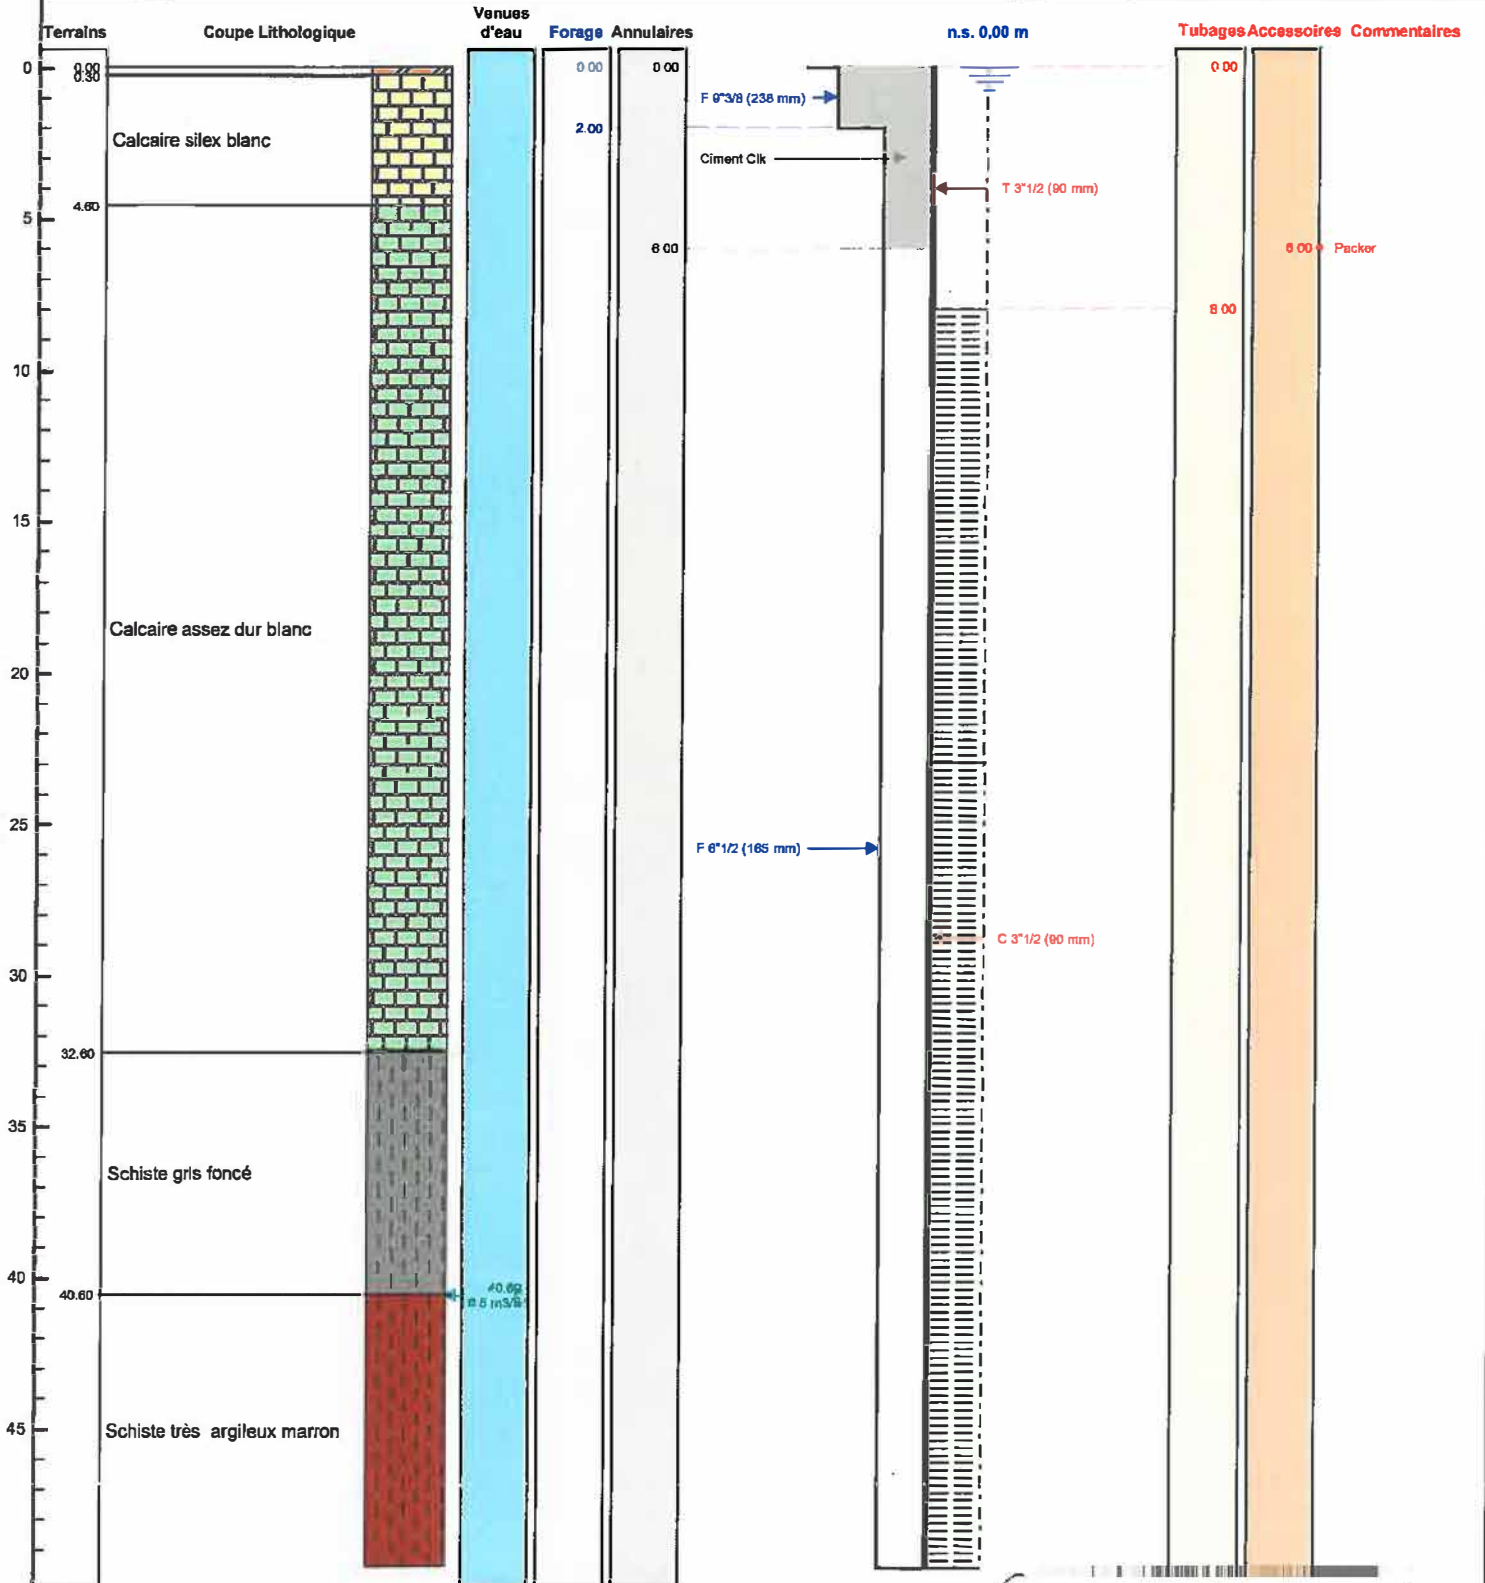 Terrains Coupe Lithologique Venues d'eau Forage Annulaires n.s. 0,00 m Tubages Accessoires Commentaires
0 0.00 0 00 0 00 0 00
0.30
F 9"3/8 (238 mm)
2.00
Calcaire silex blanc
Ciment Clk
T 3"1/2 (90 mm)
4.60
5
6 00 6 00 Packer
8 00
10
15
Calcaire assez dur blanc
20
25
F 6"1/2 (165 mm)
C 3"1/2 (90 mm)
30
32.60
35
Schiste gris foncé
40
40.60 40.60
45
Schiste très argileux marron